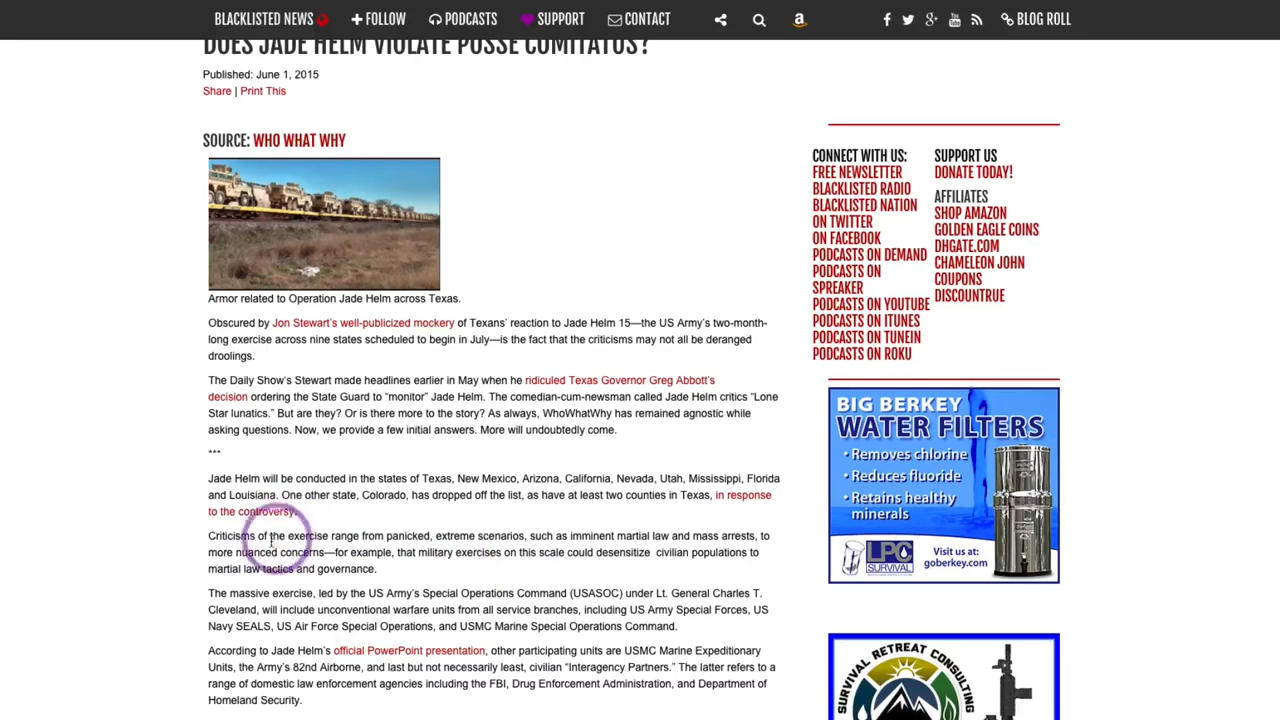 BLACKLISTED NEWS
FOLLOW
PODCASTS
SUPPORT
CONTACT
BLOG ROLL
DOES JADE HELM VIOLATE POSSE COMITATUS?
Published: June 1, 2015
Share | Print This
SOURCE: WHO WHAT WHY
Armor related to Operation Jade Helm across Texas.
Obscured by Jon Stewart's well-publicized mockery of Texans' reaction to Jade Helm 15—the US Army's two-month-
long exercise across nine states scheduled to begin in July—is the fact that the criticisms may not all be deranged
droolings.
The Daily Show's Stewart made headlines earlier in May when he ridiculed Texas Governor Greg Abbott's
decision ordering the State Guard to “monitor” Jade Helm. The comedian-cum-newsman called Jade Helm critics “Lone
Star lunatics.” But are they? Or is there more to the story? As always, WhoWhatWhy has remained agnostic while
asking questions. Now, we provide a few initial answers. More will undoubtedly come.
***
Jade Helm will be conducted in the states of Texas, New Mexico, Arizona, California, Nevada, Utah, Mississippi, Florida
and Louisiana. One other state, Colorado, has dropped off the list, as have at least two counties in Texas, in response
to the controversy.
Criticisms of the exercise range from panicked, extreme scenarios, such as imminent martial law and mass arrests, to
more nuanced concerns—for example, that military exercises on this scale could desensitize civilian populations to
martial law tactics and governance.
The massive exercise, led by the US Army's Special Operations Command (USASOC) under Lt. General Charles T.
Cleveland, will include unconventional warfare units from all service branches, including US Army Special Forces, US
Navy SEALS, US Air Force Special Operations, and USMC Marine Special Operations Command.
According to Jade Helm's official PowerPoint presentation, other participating units are USMC Marine Expeditionary
Units, the Army's 82nd Airborne, and last but not necessarily least, civilian “Interagency Partners.” The latter refers to a
range of domestic law enforcement agencies including the FBI, Drug Enforcement Administration, and Department of
Homeland Security.
CONNECT WITH US:
FREE NEWSLETTER
BLACKLISTED RADIO
BLACKLISTED NATION
ON TWITTER
ON FACEBOOK
PODCASTS ON DEMAND
PODCASTS ON
SPREAKER
PODCASTS ON YOUTUBE
PODCASTS ON ITUNES
PODCASTS ON TUNEIN
PODCASTS ON ROKU
SUPPORT US
DONATE TODAY!
AFFILIATES
SHOP AMAZON
GOLDEN EAGLE COINS
DHGATE.COM
CHAMELEON JOHN
COUPONS
DISCOUNTRUE
BIG BERKEY
WATER FILTERS
• Removes chlorine
• Reduces fluoride
• Retains healthy
minerals
LPC
SURVIVAL
Visit us at:
goberkey.com
SURVIVAL RETREAT CONSULTING